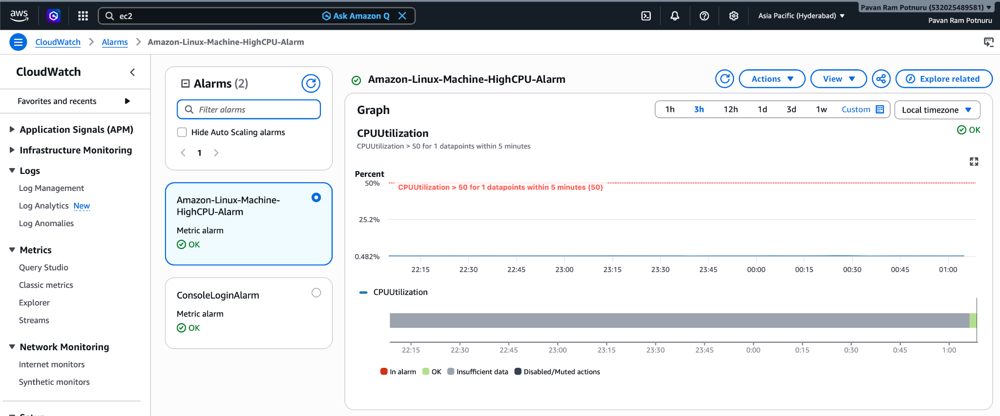 aws
ec2
Ask Amazon Q
Asia Pacific (Hyderabad)
Pavan Ram Potnuru (532025489581)
Pavan Ram Potnuru
CloudWatch
Alarms
Amazon-Linux-Machine-HighCPU-Alarm
CloudWatch
Favorites and recents
Application Signals (APM)
Infrastructure Monitoring
Logs
Log Management
Log Analytics New
Log Anomalies
Metrics
Query Studio
Classic metrics
Explorer
Streams
Network Monitoring
Internet monitors
Synthetic monitors
Alarms (2)
Filter alarms
Hide Auto Scaling alarms
1
Amazon-Linux-Machine-
HighCPU-Alarm
Metric alarm
OK
ConsoleLoginAlarm
Metric alarm
OK
Amazon-Linux-Machine-HighCPU-Alarm
Actions
View
Explore related
Graph
1h 3h 12h 1d 3d 1w Custom
Local timezone
CPUUtilization
OK
CPUUtilization > 50 for 1 datapoints within 5 minutes
Percent
50%
CPUUtilization > 50 for 1 datapoints within 5 minutes (50)
25.2%
0.482%
22:15 22:30 22:45 23:00 23:15 23:30 23:45 00:00 00:15 00:30 00:45 01:00
CPUUtilization
22:15 22:30 22:45 23:00 23:15 23:30 23:45 0:00 0:15 0:30 0:45 1:00
In alarm OK Insufficient data Disabled/Muted actions